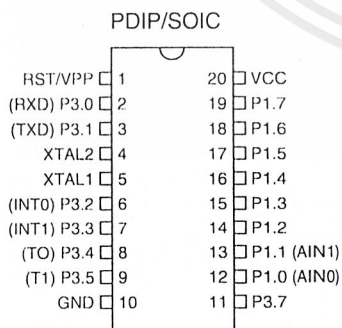 PDIP/SOIC
RST/VPP 1 20 VCC
(RXD) P3.0 2 19 P1.7
(TXD) P3.1 3 18 P1.6
XTAL2 4 17 P1.5
XTAL1 5 16 P1.4
(INT0) P3.2 6 15 P1.3
(INT1) P3.3 7 14 P1.2
(TO) P3.4 8 13 P1.1 (AIN1)
(T1) P3.5 9 12 P1.0 (AIN0)
GND 10 11 P3.7